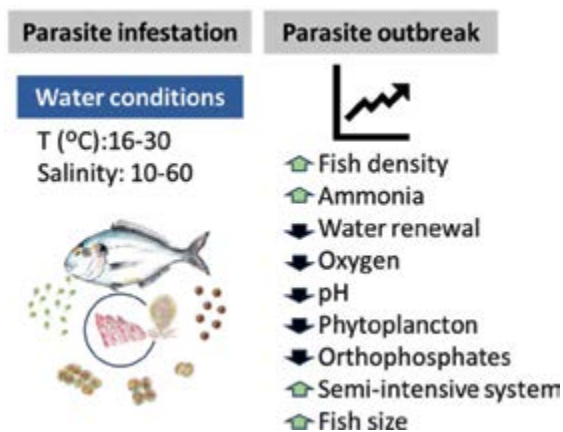 Parasite infestation
Water conditions
T (°C):16-30
Salinity: 10-60
Parasite outbreak
Fish density
Ammonia
Water renewal
Oxygen
pH
Phytoplancton
Orthophosphates
Semi-intensive system
Fish size